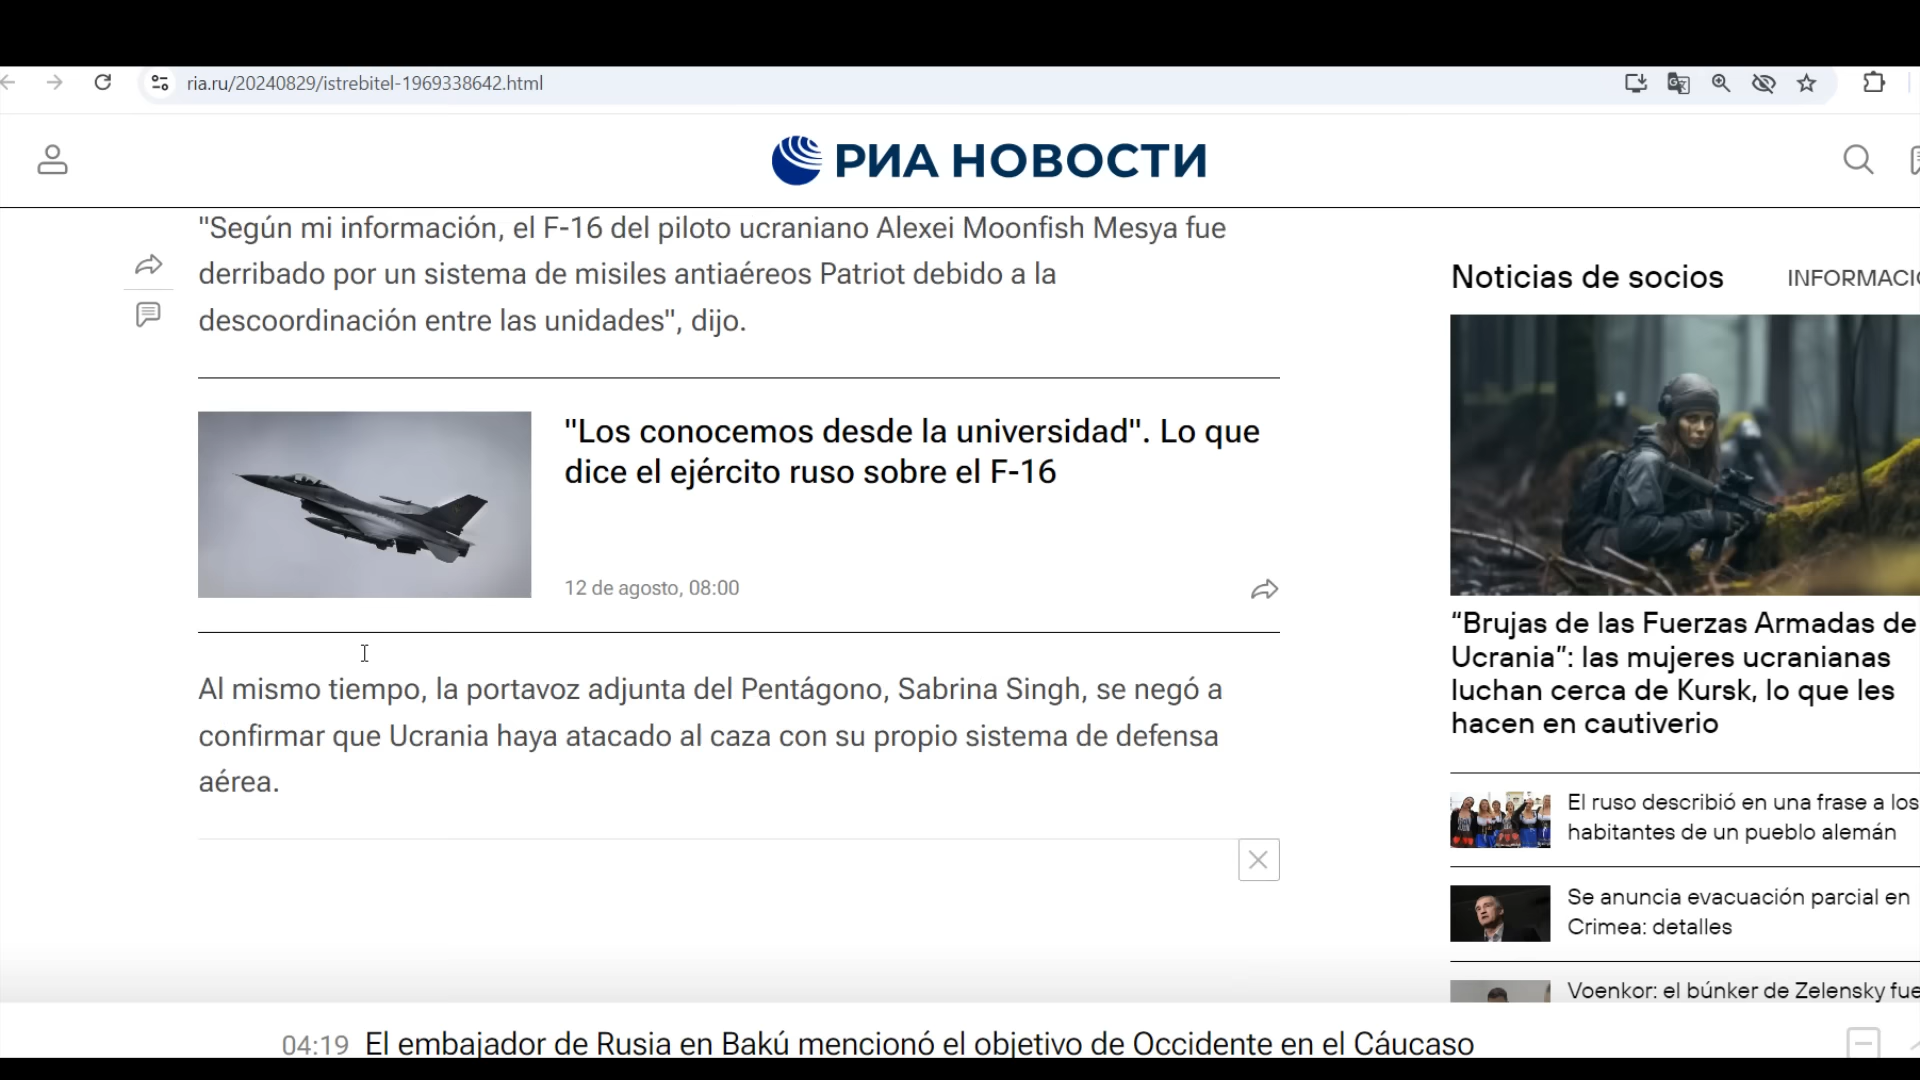 ria.ru/20240829/istrebitel-1969338642.html
РИА НОВОСТИ
"Según mi información, el F-16 del piloto ucraniano Alexei Moonfish Mesya fue
derribado por un sistema de misiles antiaéreos Patriot debido a la
descoordinación entre las unidades", dijo.
"Los conocemos desde la universidad". Lo que
dice el ejército ruso sobre el F-16
12 de agosto, 08:00
Al mismo tiempo, la portavoz adjunta del Pentágono, Sabrina Singh, se negó a
confirmar que Ucrania haya atacado al caza con su propio sistema de defensa
aérea.
Noticias de socios
INFORMACIO
“Brujas de las Fuerzas Armadas de
Ucrania”: las mujeres ucranianas
luchan cerca de Kursk, lo que les
hacen en cautiverio
El ruso describió en una frase a los
habitantes de un pueblo alemán
Se anuncia evacuación parcial en
Crimea: detalles
Voenkor: el búnker de Zelensky fue
04:19 El embajador de Rusia en Bakú mencionó el objetivo de Occidente en el Cáucaso